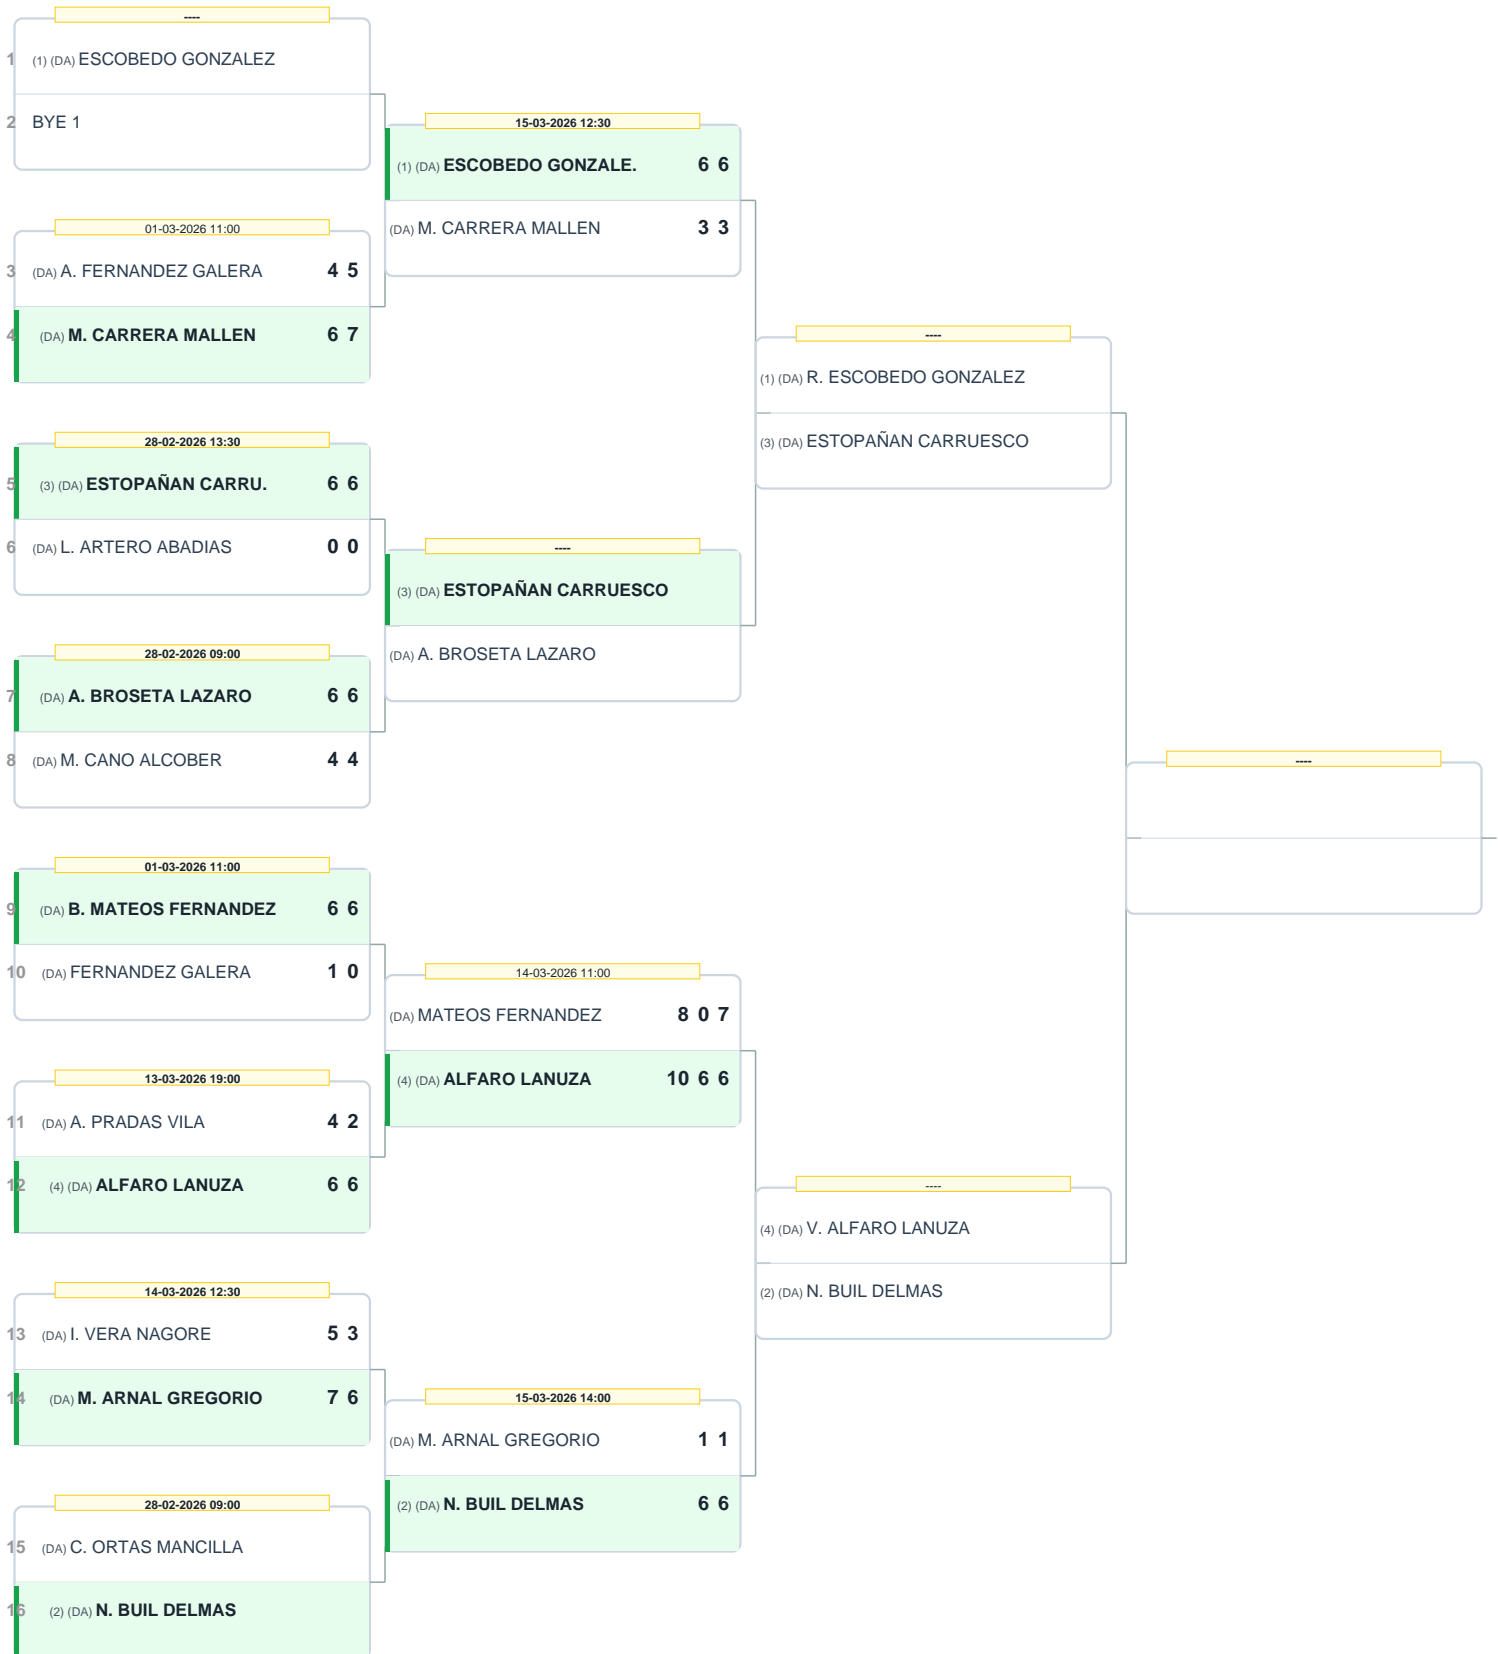 ----
1 (1) (DA) ESCOBEDO GONZALEZ
2 BYE 1
15-03-2026 12:30
(1) (DA) ESCOBEDO GONZALE. 6 6
(DA) M. CARRERA MALLEN 3 3
01-03-2026 11:00
3 (DA) A. FERNANDEZ GALERA 4 5
4 (DA) M. CARRERA MALLEN 6 7
----
(1) (DA) R. ESCOBEDO GONZALEZ
(3) (DA) ESTOPAÑAN CARRUESCO
28-02-2026 13:30
5 (3) (DA) ESTOPAÑAN CARRU. 6 6
6 (DA) L. ARTERO ABADIAS 0 0
----
(3) (DA) ESTOPAÑAN CARRUESCO
(DA) A. BROSETA LAZARO
28-02-2026 09:00
7 (DA) A. BROSETA LAZARO 6 6
8 (DA) M. CANO ALCOBER 4 4
----
01-03-2026 11:00
9 (DA) B. MATEOS FERNANDEZ 6 6
10 (DA) FERNANDEZ GALERA 1 0
14-03-2026 11:00
(DA) MATEOS FERNANDEZ 8 0 7
(4) (DA) ALFARO LANUZA 10 6 6
13-03-2026 19:00
11 (DA) A. PRADAS VILA 4 2
12 (4) (DA) ALFARO LANUZA 6 6
----
(4) (DA) V. ALFARO LANUZA
(2) (DA) N. BUIL DELMAS
14-03-2026 12:30
13 (DA) I. VERA NAGORE 5 3
14 (DA) M. ARNAL GREGORIO 7 6
15-03-2026 14:00
(DA) M. ARNAL GREGORIO 1 1
(2) (DA) N. BUIL DELMAS 6 6
28-02-2026 09:00
15 (DA) C. ORTAS MANCILLA
16 (2) (DA) N. BUIL DELMAS